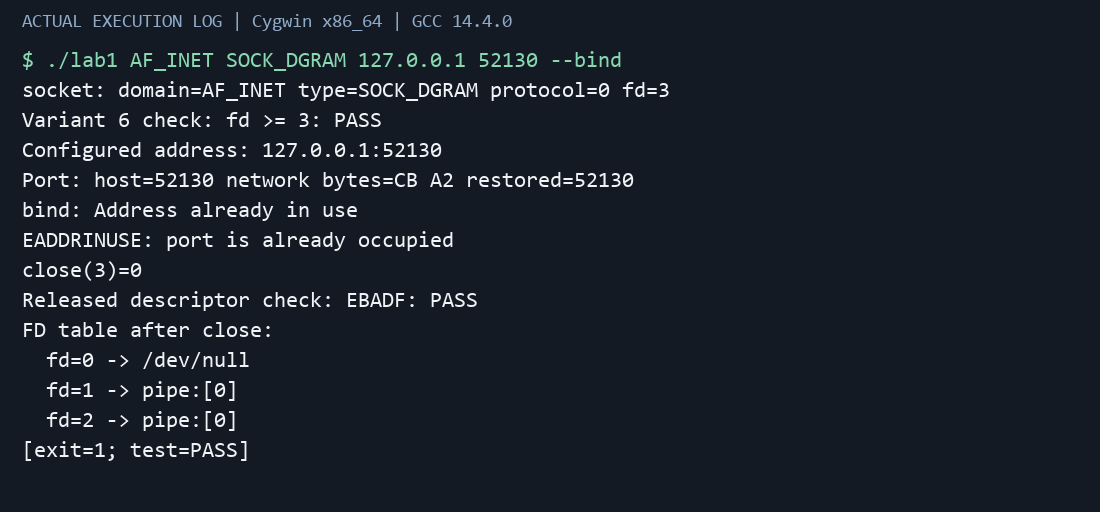 ACTUAL EXECUTION LOG | Cygwin x86_64 | GCC 14.4.0
$ ./lab1 AF_INET SOCK_DGRAM 127.0.0.1 52130 --bind
socket: domain=AF_INET type=SOCK_DGRAM protocol=0 fd=3
Variant 6 check: fd >= 3: PASS
Configured address: 127.0.0.1:52130
Port: host=52130 network bytes=CB A2 restored=52130
bind: Address already in use
EADDRINUSE: port is already occupied
close(3)=0
Released descriptor check: EBADF: PASS
FD table after close:
  fd=0 -> /dev/null
  fd=1 -> pipe:[0]
  fd=2 -> pipe:[0]
[exit=1; test=PASS]